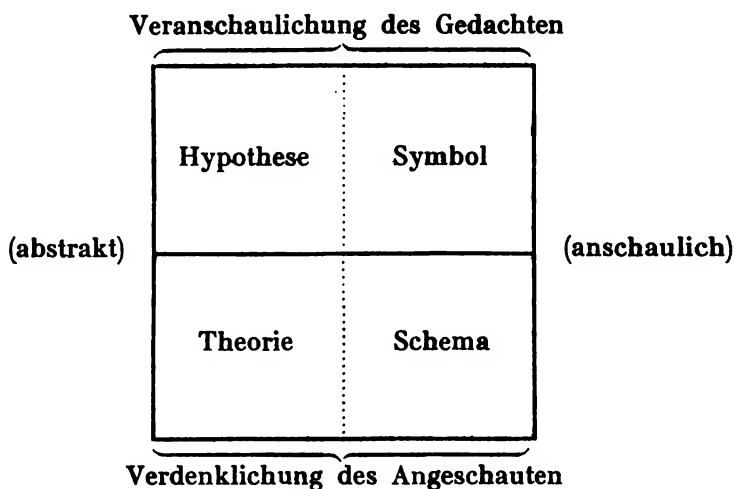 Veranschaulichung des Gedachten
Hypothese Symbol
(abstrakt) (anschaulich)
Theorie Schema
Verdenklichung des Angeschauten